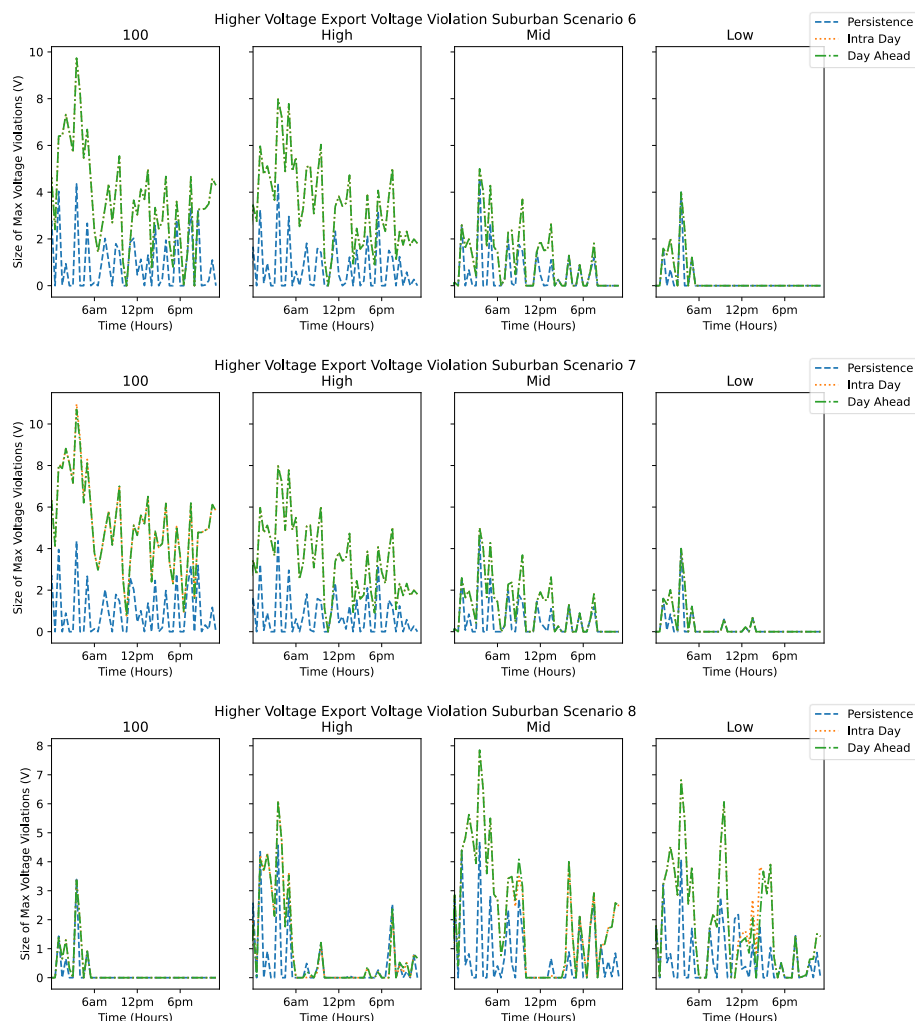 Higher Voltage Export Voltage Violation Suburban Scenario 6
100 High Mid Low
Persistence
Intra Day
Day Ahead
Size of Max Voltage Violations (V)
10
8
6
4
2
0
6am 12pm 6pm 6am 12pm 6pm 6am 12pm 6pm 6am 12pm 6pm
Time (Hours) Time (Hours) Time (Hours) Time (Hours)
Higher Voltage Export Voltage Violation Suburban Scenario 7
100 High Mid Low
Persistence
Intra Day
Day Ahead
Size of Max Voltage Violations (V)
10
8
6
4
2
0
6am 12pm 6pm 6am 12pm 6pm 6am 12pm 6pm 6am 12pm 6pm
Time (Hours) Time (Hours) Time (Hours) Time (Hours)
Higher Voltage Export Voltage Violation Suburban Scenario 8
100 High Mid Low
Persistence
Intra Day
Day Ahead
Size of Max Voltage Violations (V)
8
7
6
5
4
3
2
1
0
6am 12pm 6pm 6am 12pm 6pm 6am 12pm 6pm 6am 12pm 6pm
Time (Hours) Time (Hours) Time (Hours) Time (Hours)